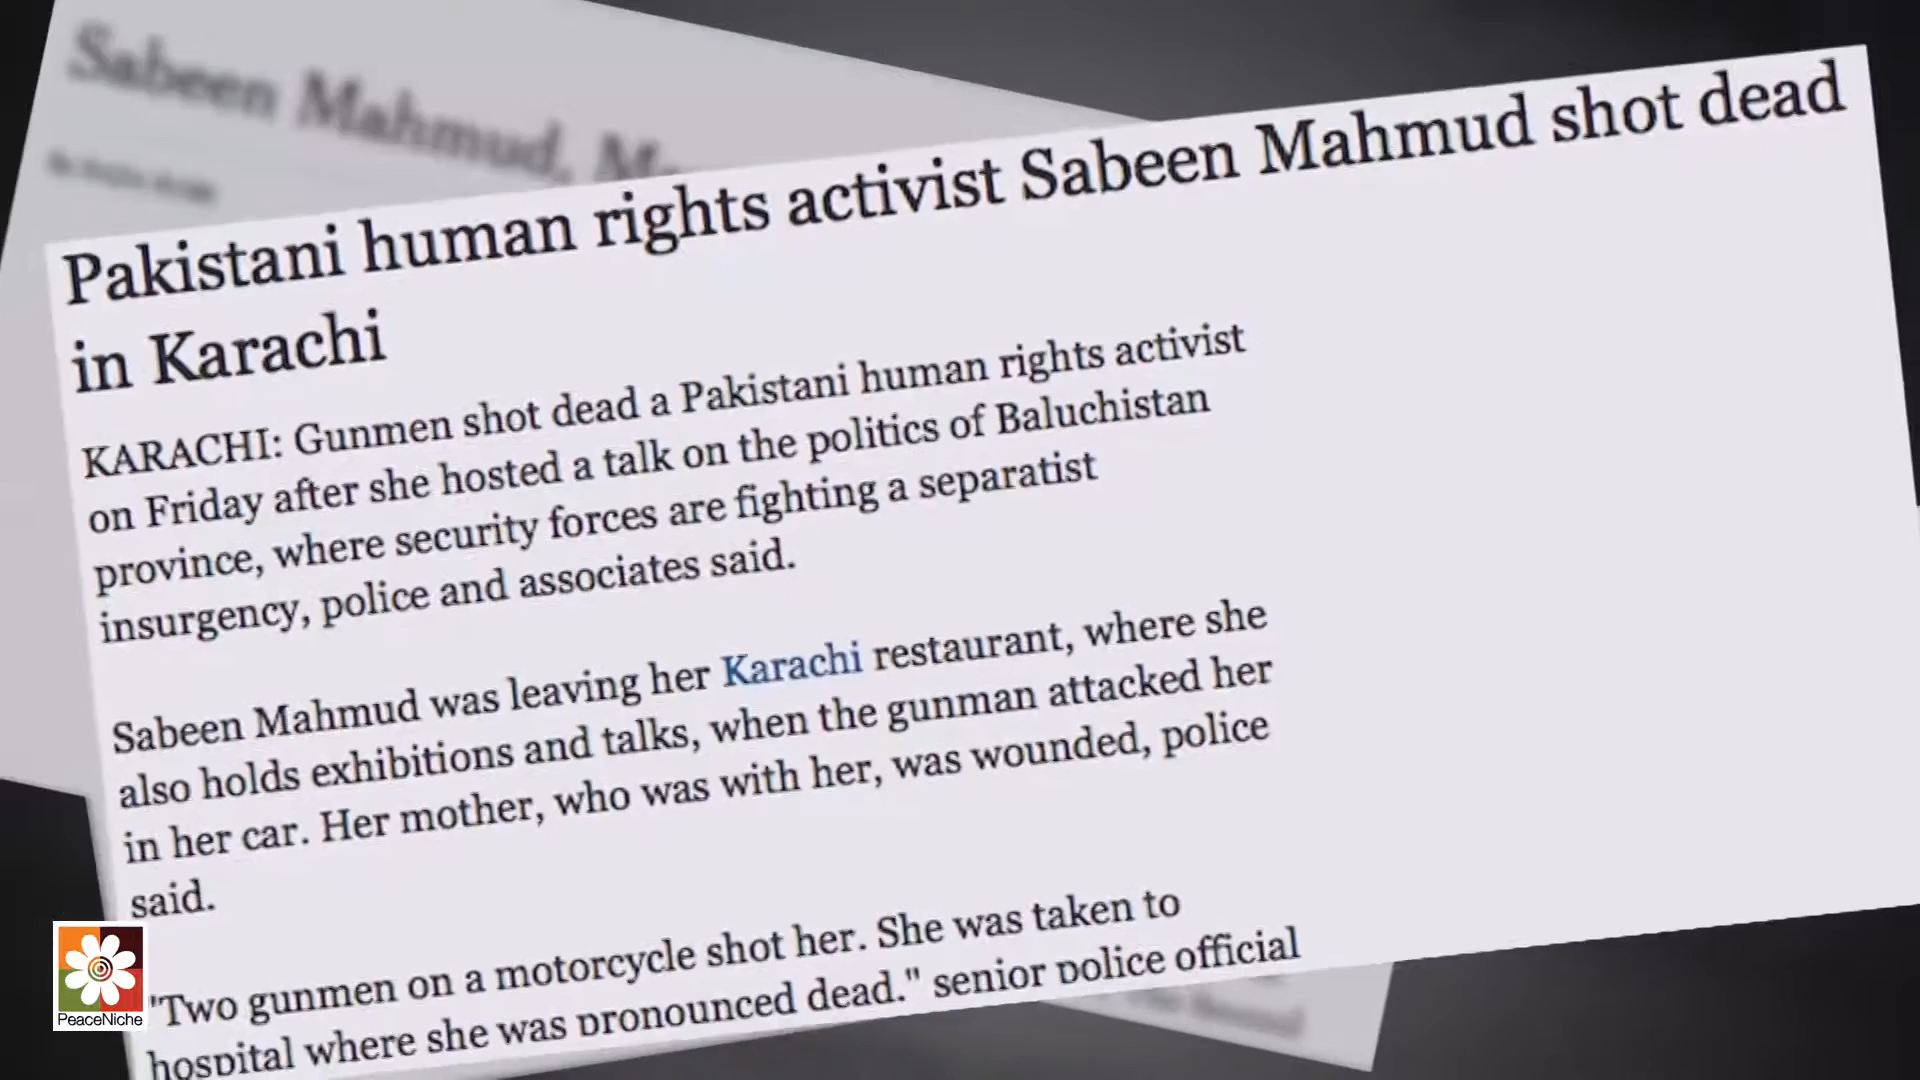 Sabeen Mahmud,
Pakistani human rights activist Sabeen Mahmud shot dead
in Karachi
KARACHI: Gunmen shot dead a Pakistani human rights activist
on Friday after she hosted a talk on the politics of Baluchistan
province, where security forces are fighting a separatist
insurgency, police and associates said.
Sabeen Mahmud was leaving her Karachi restaurant, where she
also holds exhibitions and talks, when the gunman attacked her
in her car. Her mother, who was with her, was wounded, police
said.
"Two gunmen on a motorcycle shot her. She was taken to
hospital where she was pronounced dead." senior police official
PeaceNiche